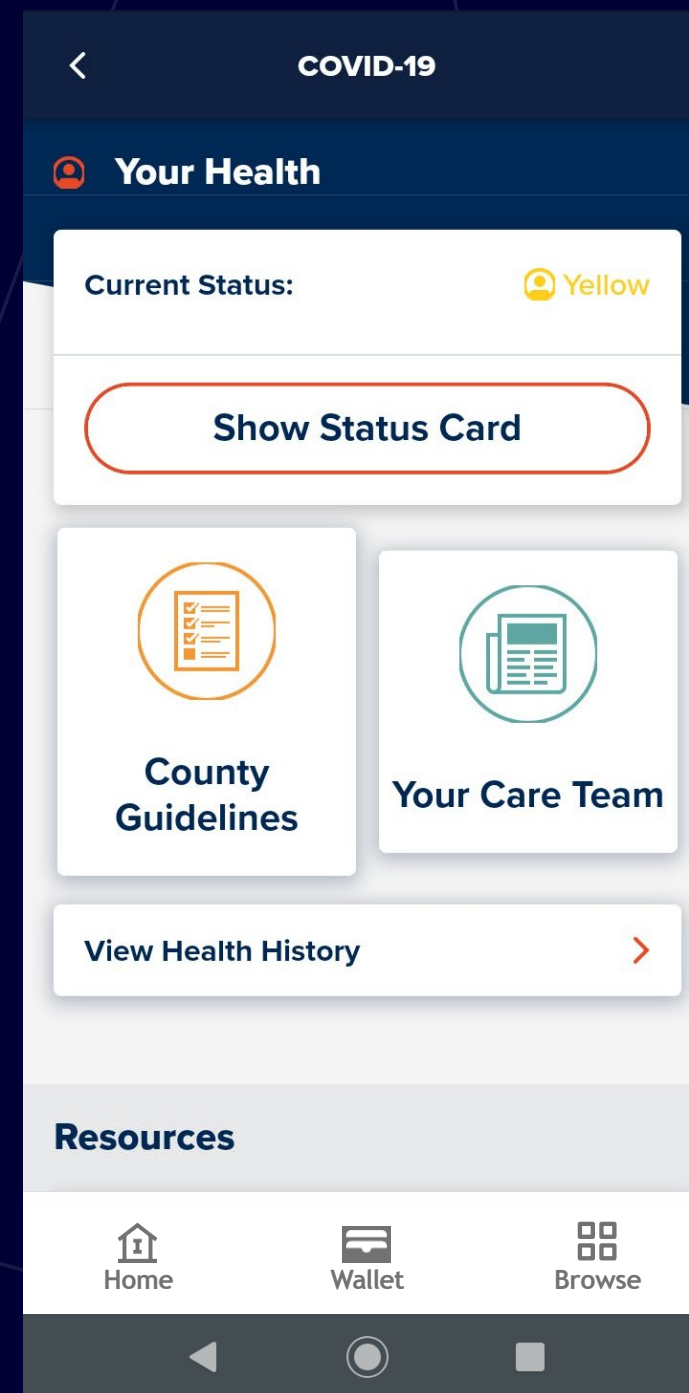 COVID-19
Your Health
Current Status:
Yellow
Show Status Card
County
Guidelines
Your Care Team
View Health History
Resources
Home
Wallet
Browse